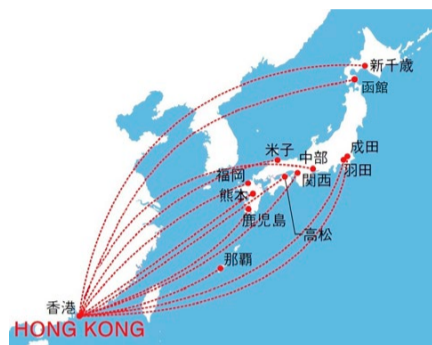 新千歳
函館
成田
羽田
米子
中部
関西
福岡
熊本
鹿児島
高松
那覇
香港
HONG KONG